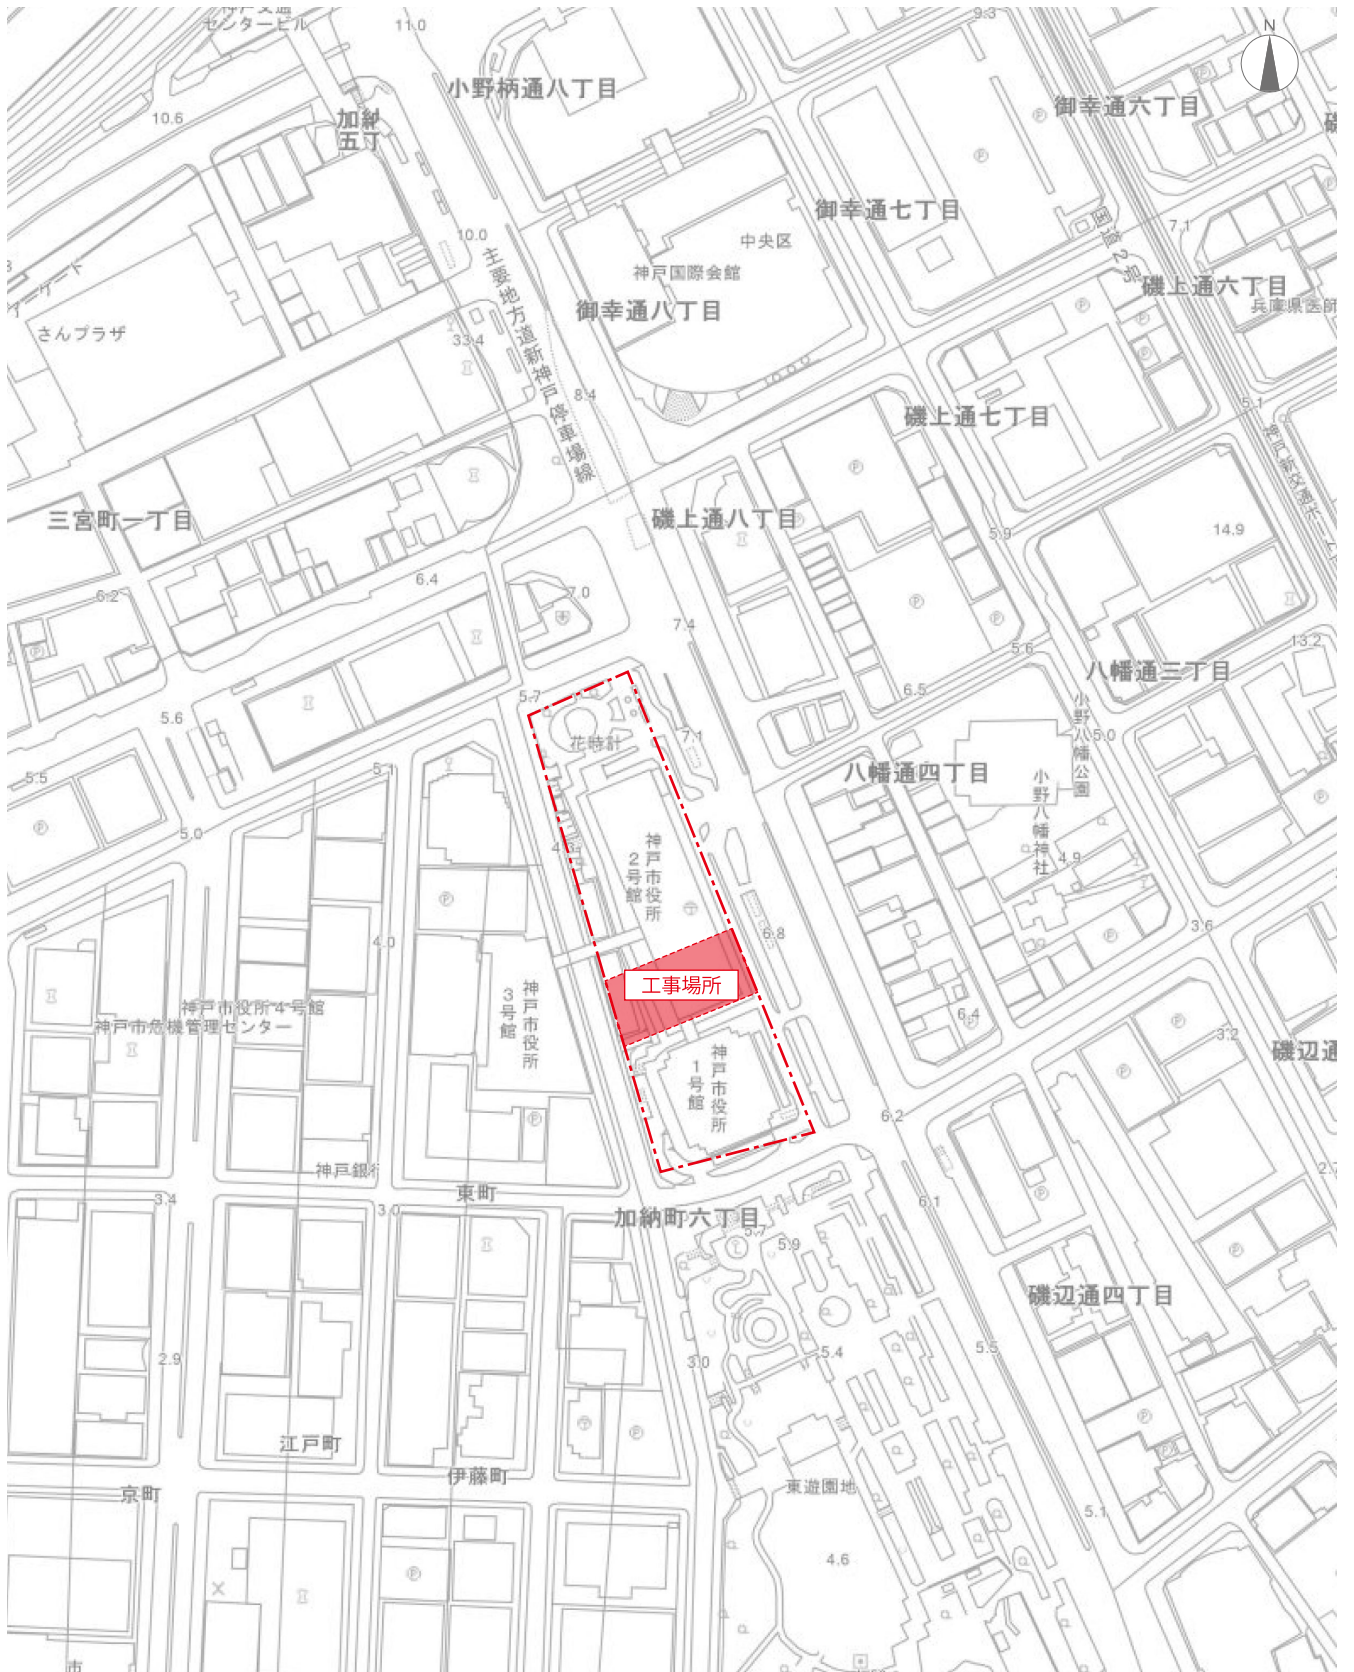 センタービル
11.0
9.3
N
小野柄通八丁目
御幸通六丁目
10.6
加納
五丁
御幸通七丁目
中央区
10.0
7.1
国道2号
神戸国際会館
主要地方道新神戸停車場線
御幸通八丁目
磯上通六丁目
兵庫県医師
アーケード
さんプラザ
33.4
8.4
5.1
磯上通七丁目
三宮町一丁目
磯上通八丁目
14.9
5.9
6.4
6.2
7.0
7.4
13.2
5.6
八幡通三丁目
5.7
6.5
小野八幡公園
5.0
5.6
7.1
花時計
5.5
5.1
八幡通四丁目
小野八幡神社
5.0
4.9
神戸市役所
2号館
4.0
6.8
3.6
工事場所
神戸市役所
3号館
神戸市役所4号館
神戸市危機管理センター
6.4
3.2
磯辺通
神戸市役所
1号館
6.2
神戸銀行
東町
3.4
3.0
加納町六丁目
6.1
5.7
5.9
2.7
磯辺通四丁目
2.9
3.0
5.4
5.5
江戸町
伊藤町
京町
東遊園地
5.1
4.6
市